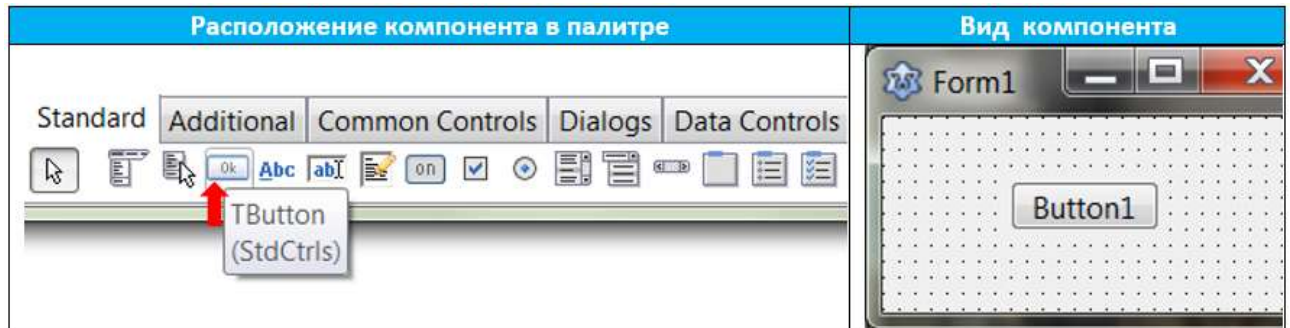 Расположение компонента в палитре
Вид компонента
Standard Additional Common Controls Dialogs Data Controls
Ok Abc abI on
TButton
(StdCtrls)
Form1
Button1